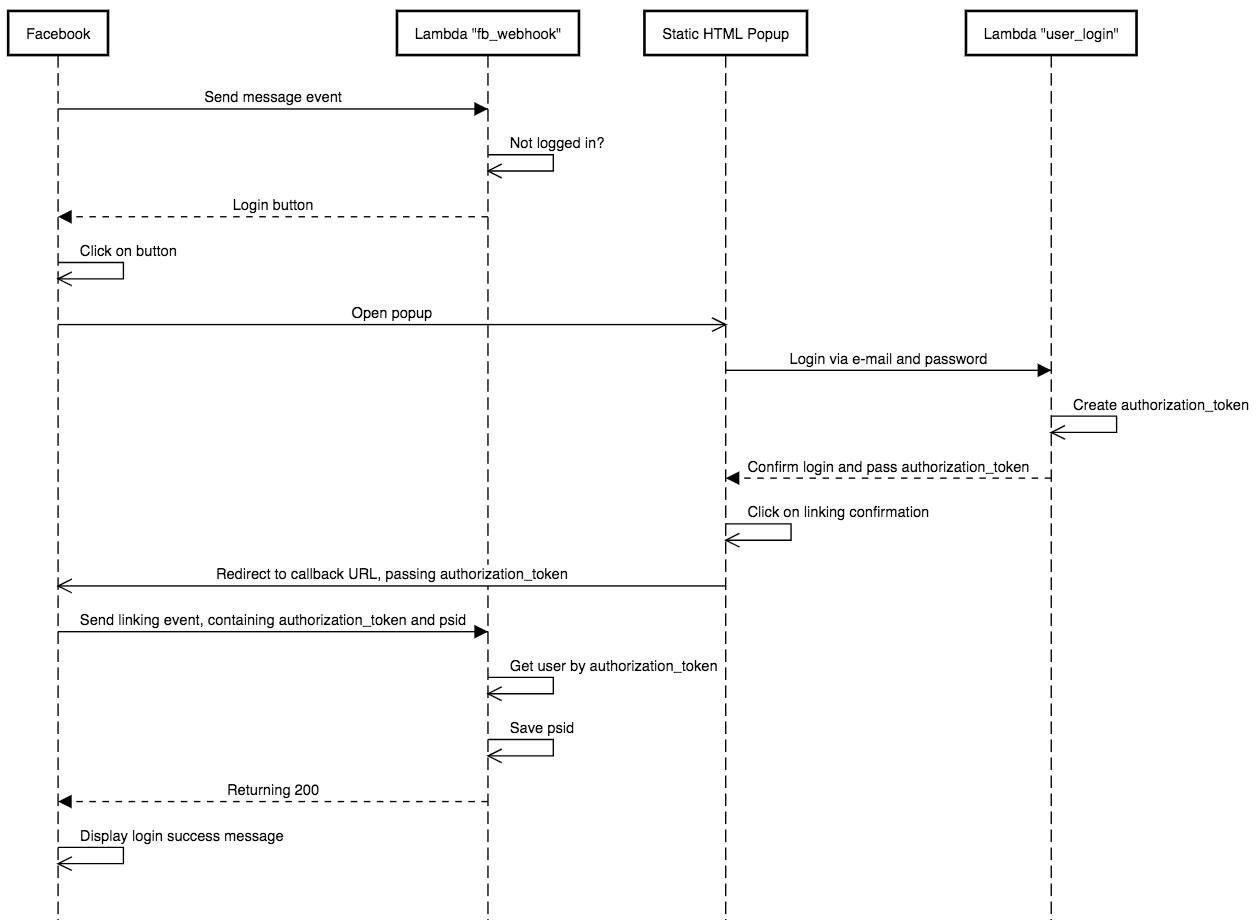 Facebook
Lambda "fb_webhook"
Static HTML Popup
Lambda "user_login"
Send message event
Not logged in?
Login button
Click on button
Open popup
Login via e-mail and password
Create authorization_token
Confirm login and pass authorization_token
Click on linking confirmation
Redirect to callback URL, passing authorization_token
Send linking event, containing authorization_token and psid
Get user by authorization_token
Save psid
Returning 200
Display login success message